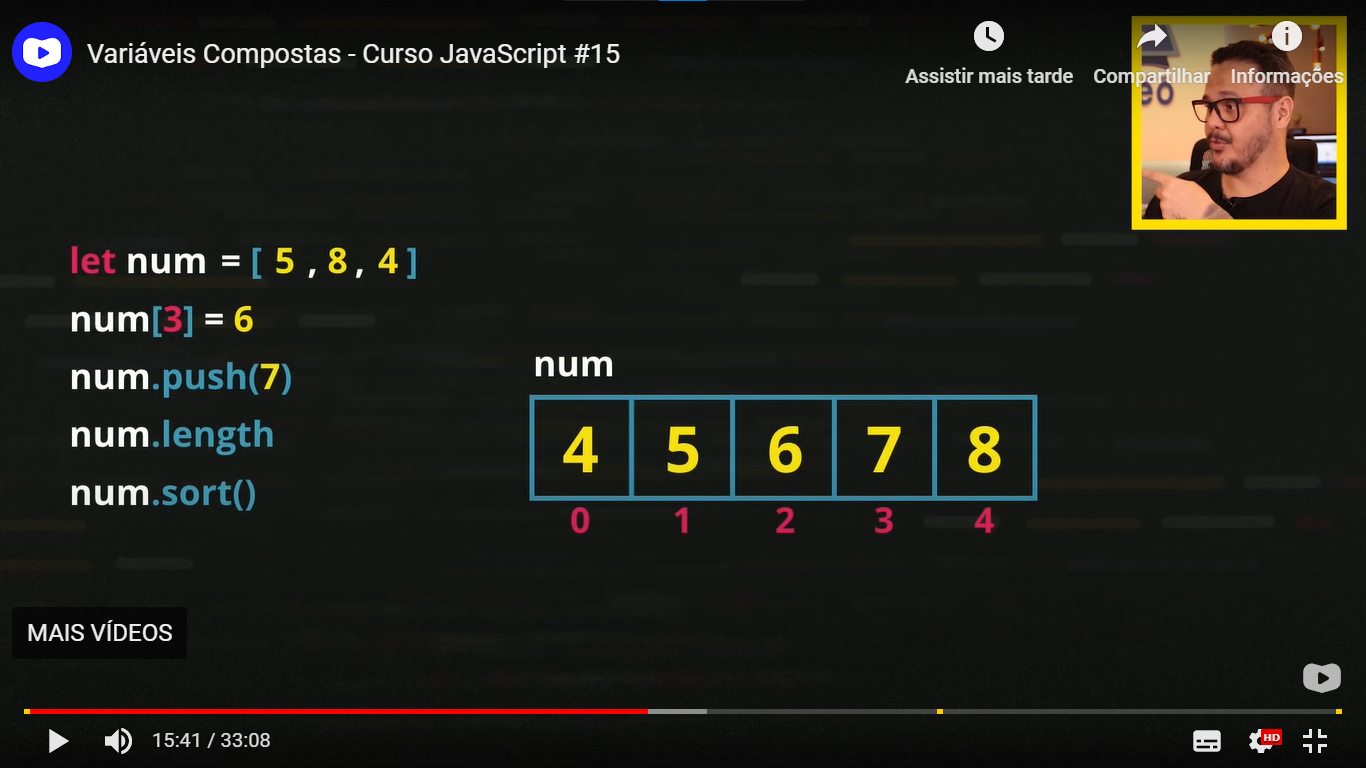 Variáveis Compostas - Curso JavaScript #15
Assistir mais tarde
Compartilhar
Informações
eo
let num = [ 5 , 8 , 4 ]
num[3] = 6
num.push(7)
num.length
num.sort()
num
4 5 6 7 8
0 1 2 3 4
MAIS VÍDEOS
15:41 / 33:08
HD